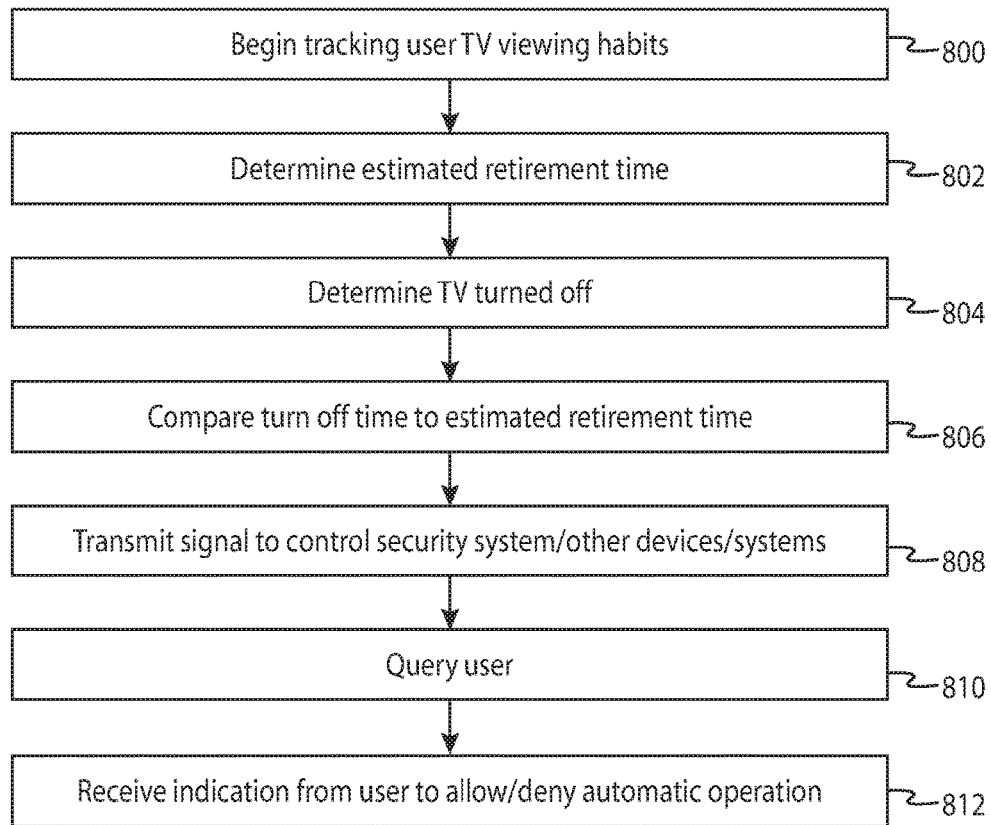 Begin tracking user TV viewing habits
800
Determine estimated retirement time
802
Determine TV turned off
804
Compare turn off time to estimated retirement time
806
Transmit signal to control security system/other devices/systems
808
Query user
810
Receive indication from user to allow/deny automatic operation
812